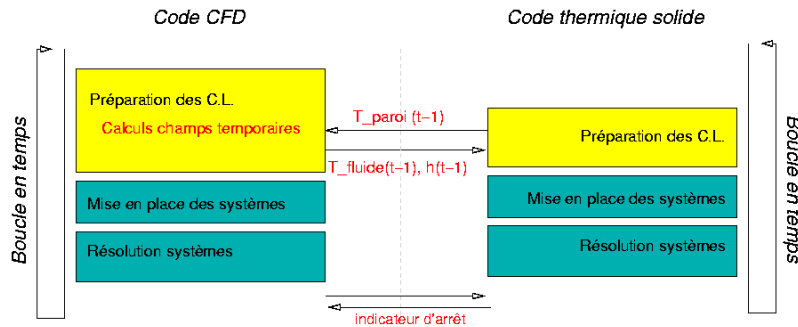 Code CFD
Code thermique solide
Boucle en temps
Préparation des C.L.
Calculs champs temporaires
T_paroi (t−1)
T_fluide(t−1), h(t−1)
Préparation des C.L.
Mise en place des systèmes
Mise en place des systèmes
Résolution systèmes
Résolution systèmes
indicateur d'arrêt
Boucle en temps